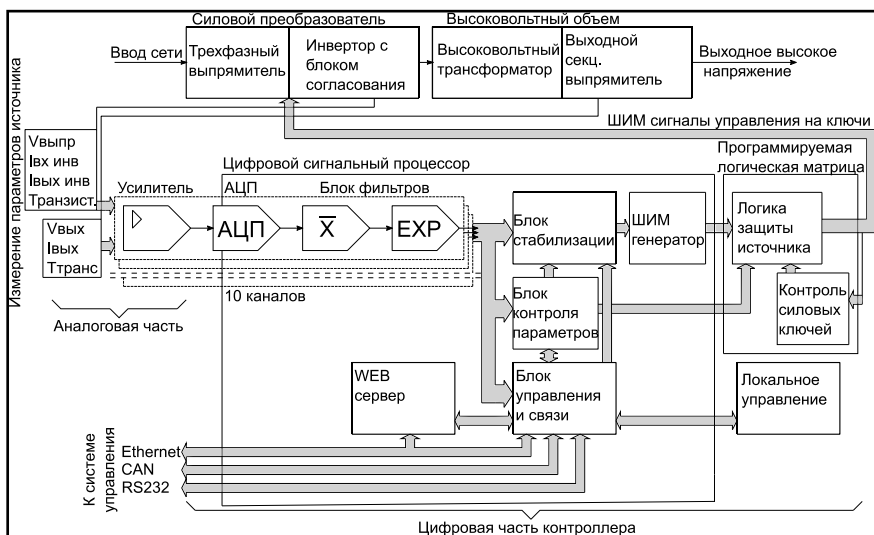 Силовой преобразователь
Высоковольтный объем
Ввод сети
Трехфазный
выпрямитель
Инвертор с
блоком
согласования
Высоковольтный
трансформатор
Выходной
секц.
выпрямитель
Выходное высокое
напряжение
ШИМ сигналы управления на ключи
Измерение параметров источника
Vвыпр
Iвх инв
Iвых инв
Транзист.
Vвых
Iвых
Tтранс
Аналоговая часть
Цифровой сигнальный процессор
Усилитель
АЦП
Блок фильтров
АЦП
X
EXP
10 каналов
Блок
стабилизации
ШИМ
генератор
Программируемая
логическая матрица
Логика
защиты
источника
Контроль
силовых
ключей
Блок
контроля
параметров
WEB
сервер
Блок
управления
и связи
Локальное
управление
К системе
управления
Ethernet
CAN
RS232
Цифровая часть контроллера